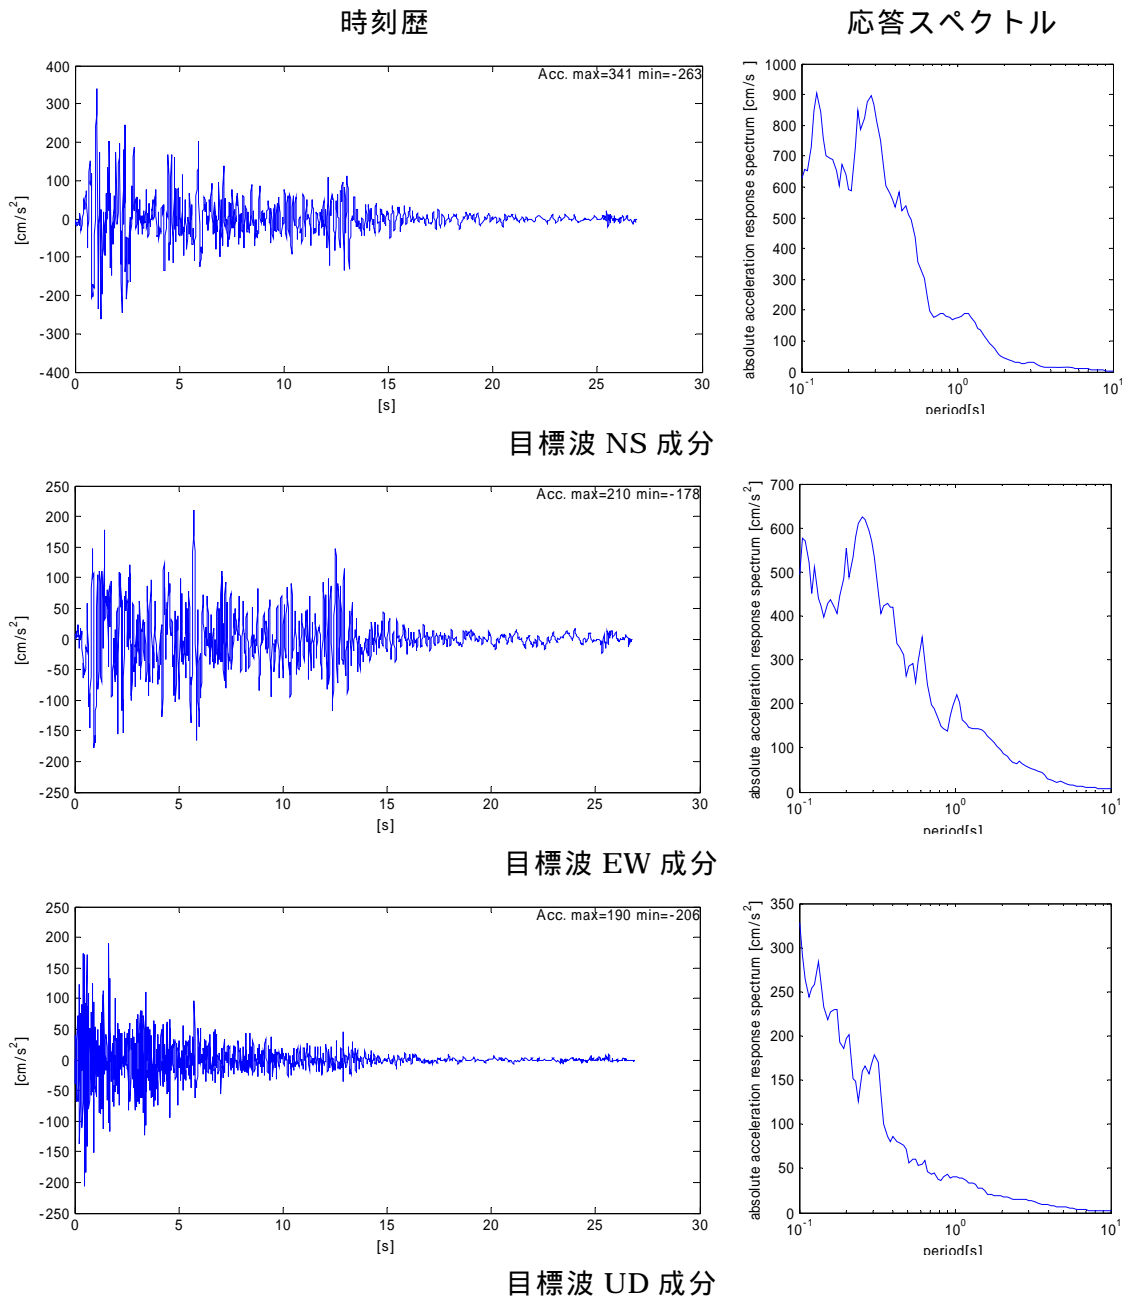 時刻歴
応答スペクトル
Acc. max=341 min=-263
400
300
200
100
0
-100
-200
-300
-400
0 5 10 15 20 25 30
[s]
[cm/s²]
absolute acceleration response spectrum [cm/s ]
1000
900
800
700
600
500
400
300
200
100
0
10⁻¹ 10⁰ 10¹
period[s]
目標波 NS 成分
Acc. max=210 min=-178
250
200
150
100
50
0
-50
-100
-150
-200
-250
0 5 10 15 20 25 30
[s]
[cm/s²]
absolute acceleration response spectrum [cm/s²]
700
600
500
400
300
200
100
0
10⁻¹ 10⁰ 10¹
period[s]
目標波 EW 成分
Acc. max=190 min=-206
250
200
150
100
50
0
-50
-100
-150
-200
-250
0 5 10 15 20 25 30
[s]
[cm/s²]
absolute acceleration response spectrum [cm/s²]
350
300
250
200
150
100
50
0
10⁻¹ 10⁰ 10¹
period[s]
目標波 UD 成分